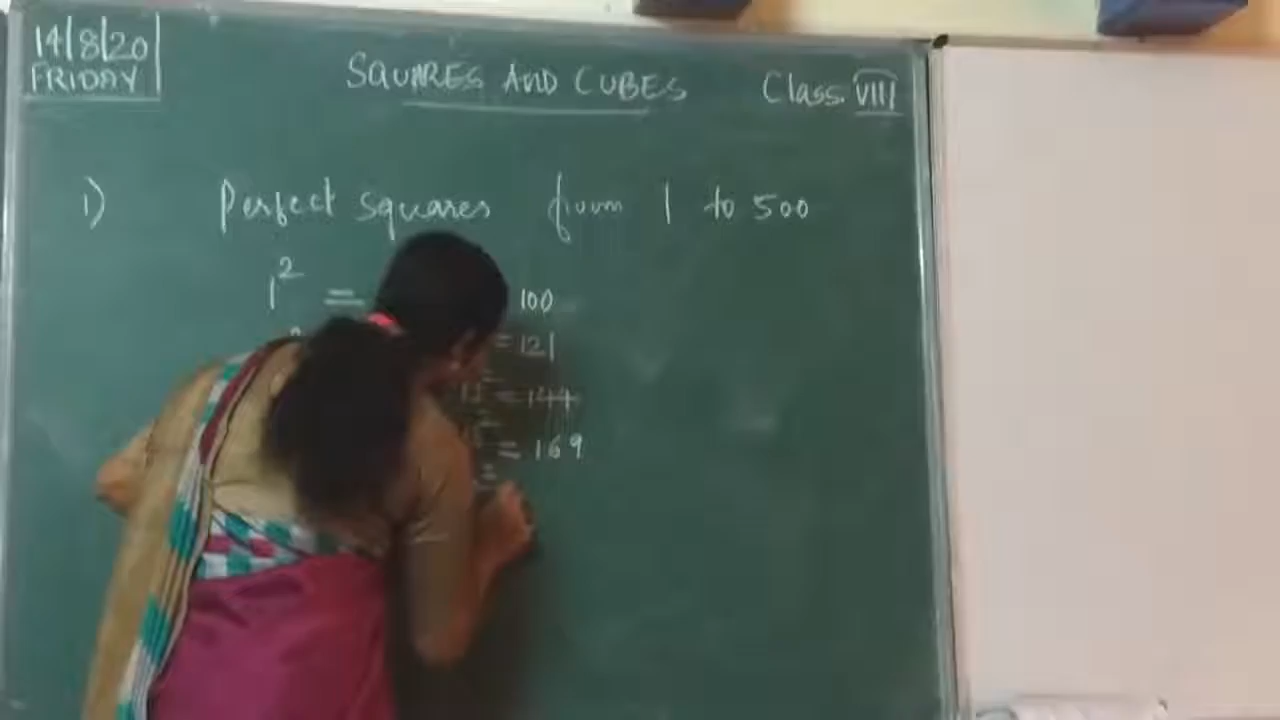 14/8/20
FRIDAY
SQUARES AND CUBES
Class VIII
1) Perfect squares from 1 to 500
1² = 100
= 121
= 144
= 169